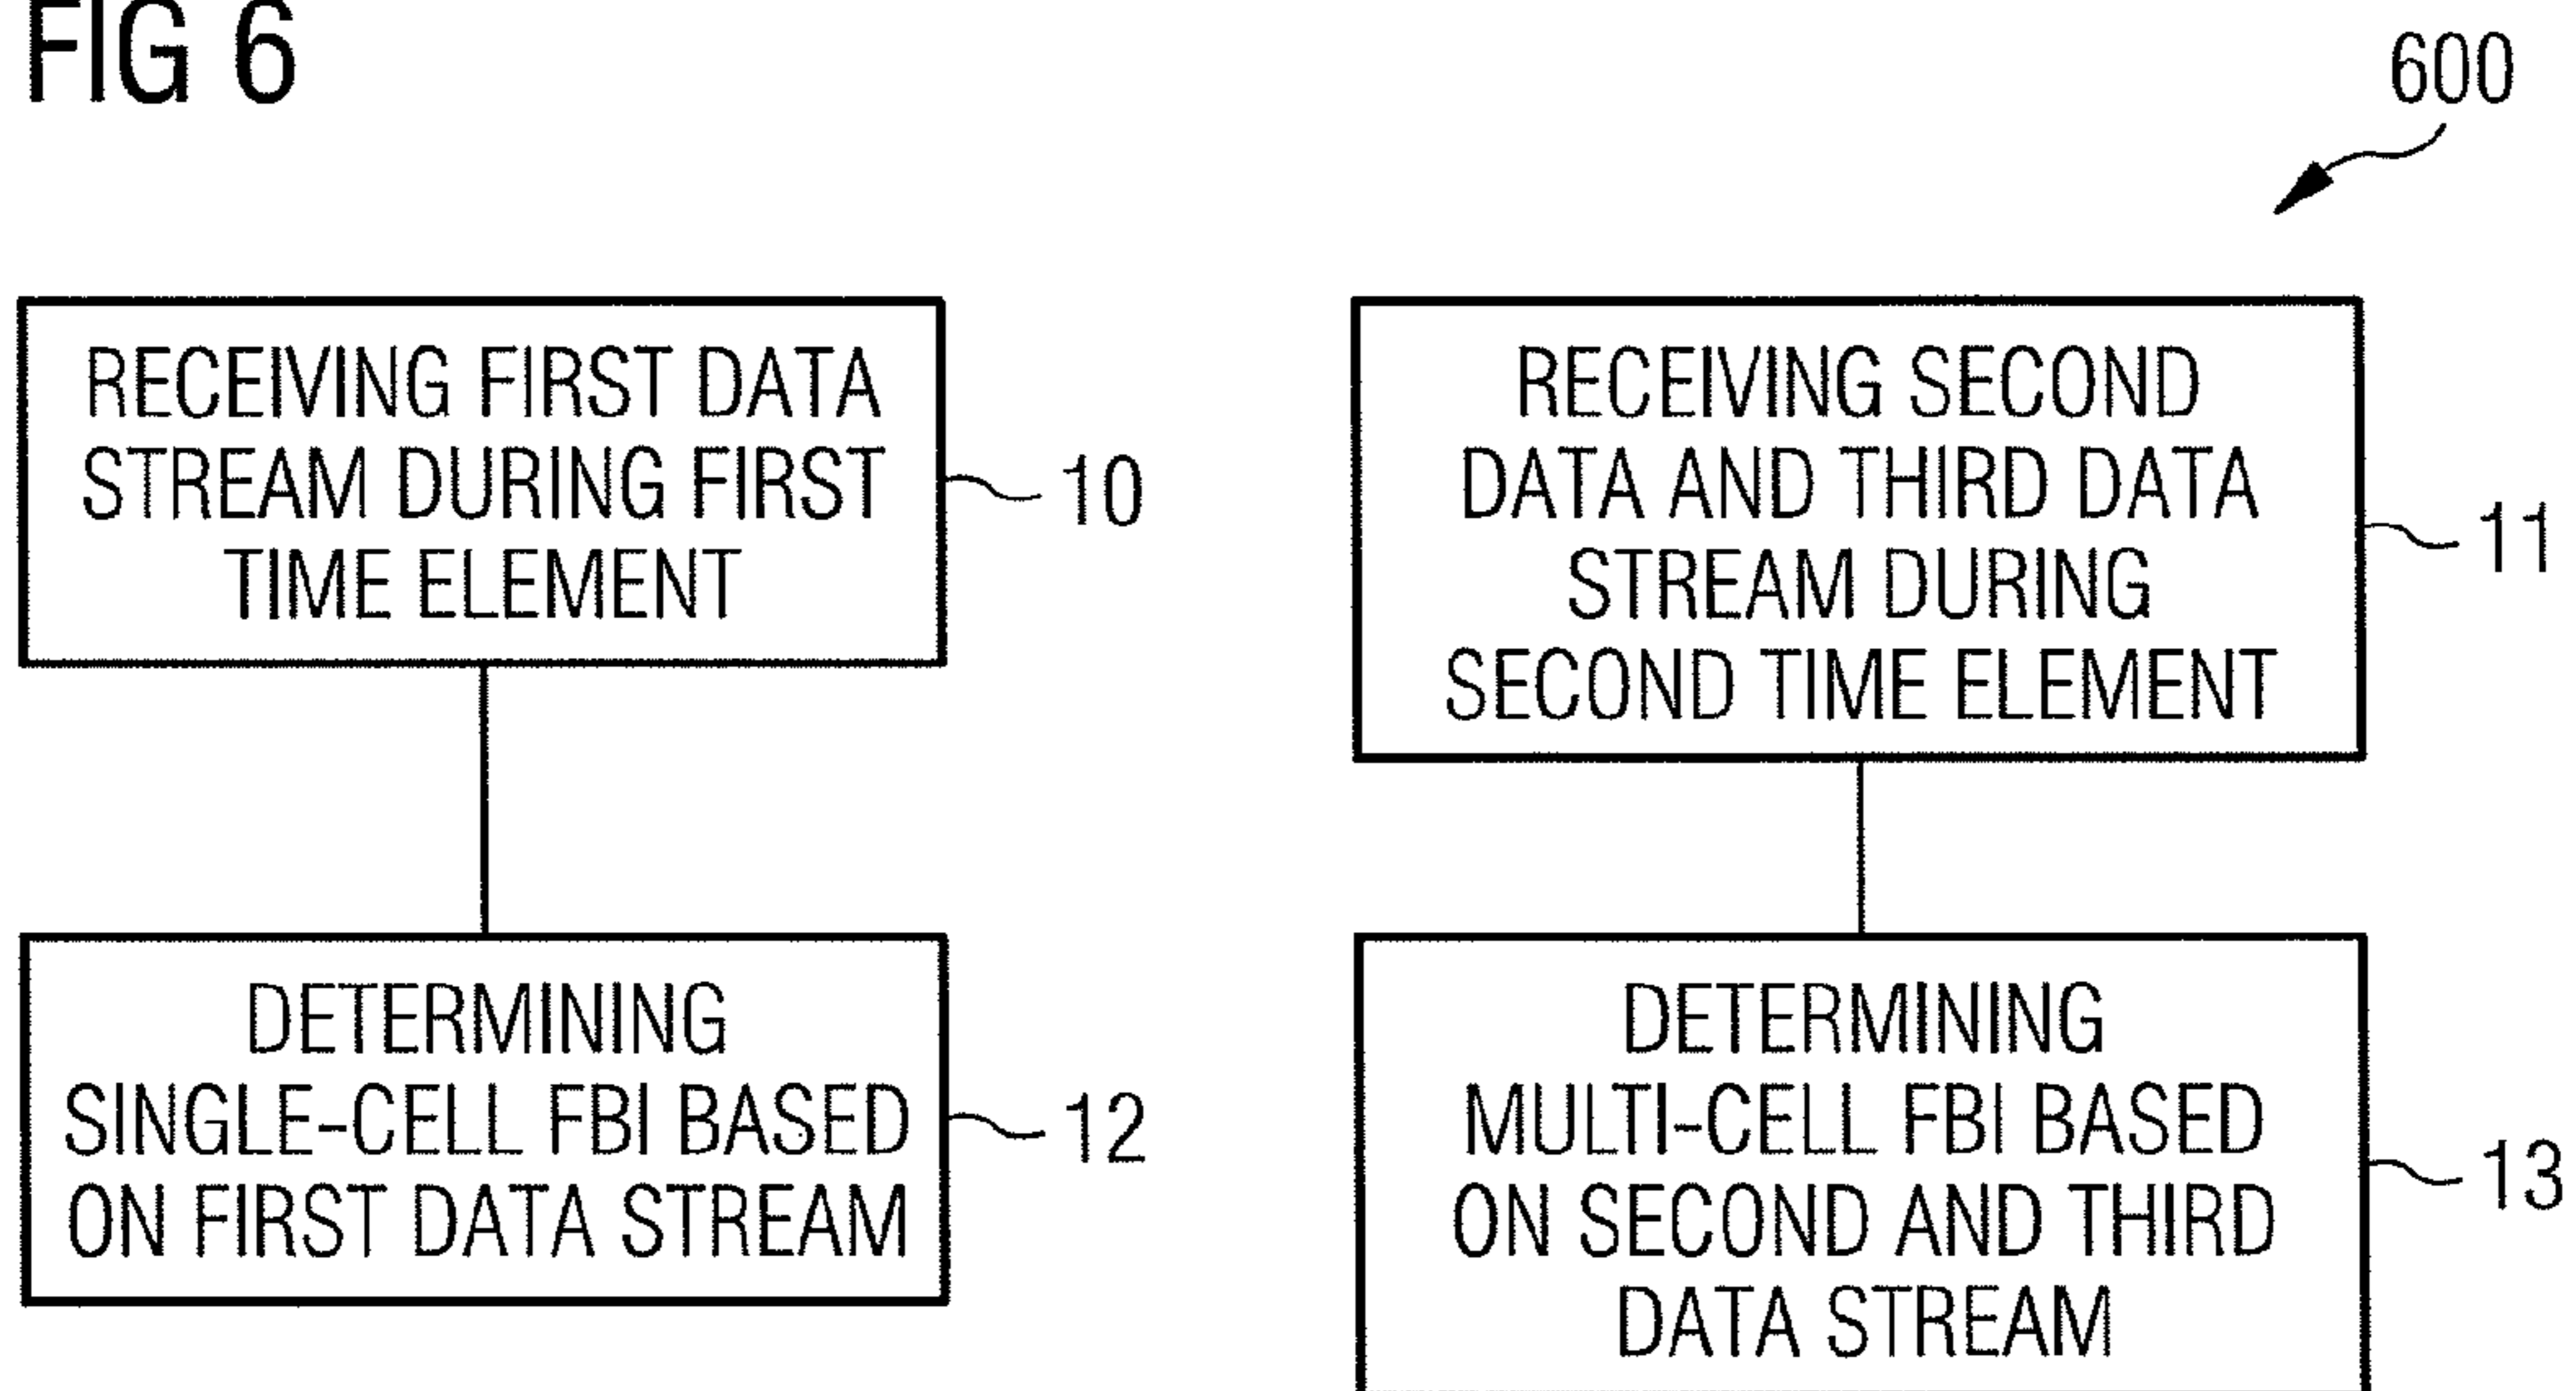 FIG 6
600
RECEIVING FIRST DATA
STREAM DURING FIRST
TIME ELEMENT
10
RECEIVING SECOND
DATA AND THIRD DATA
STREAM DURING
SECOND TIME ELEMENT
11
DETERMINING
SINGLE-CELL FBI BASED
ON FIRST DATA STREAM
12
DETERMINING
MULTI-CELL FBI BASED
ON SECOND AND THIRD
DATA STREAM
13